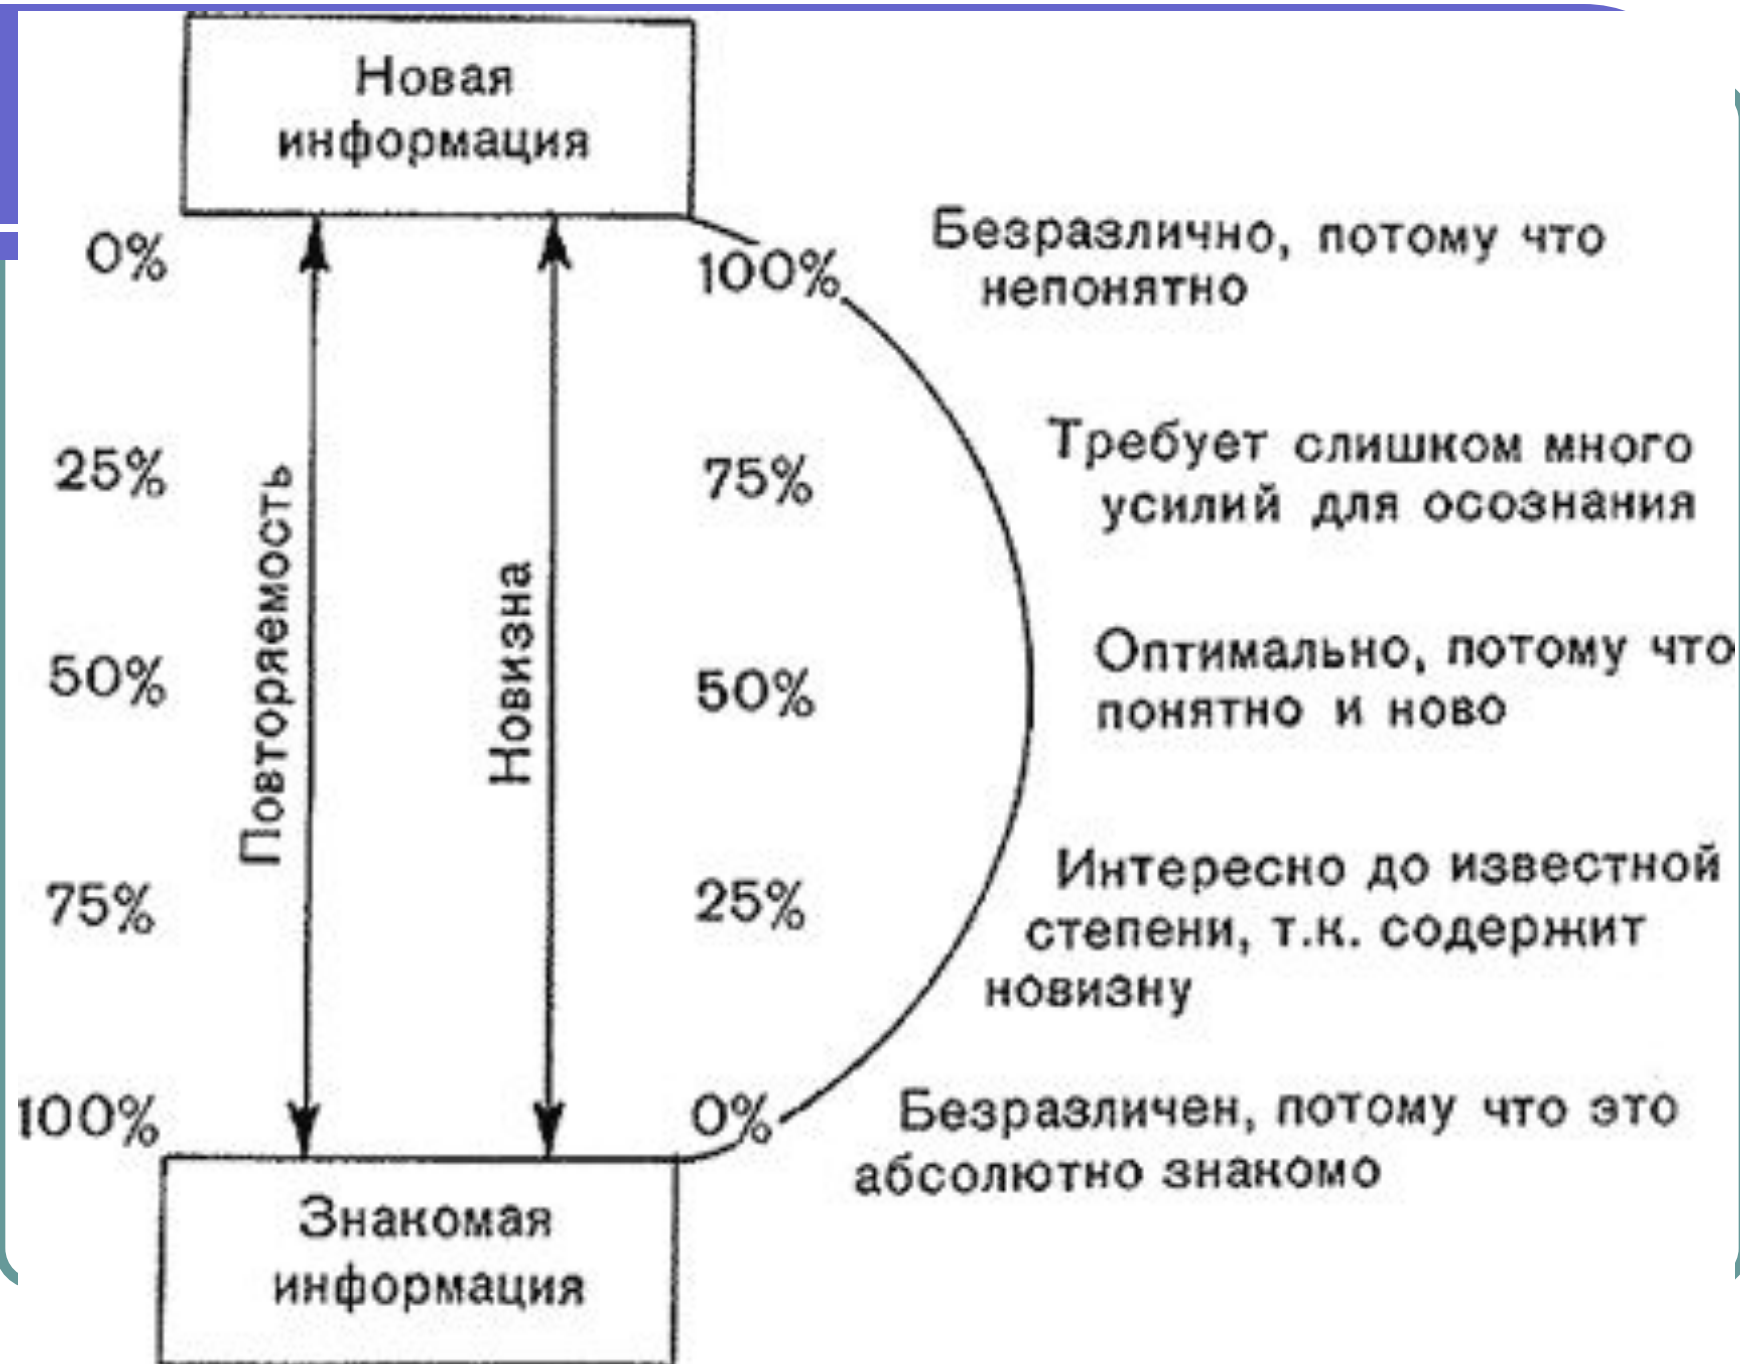 Новая
информация
0%
100%
Безразлично, потому что
непонятно
25%
75%
Требует слишком много
усилий для осознания
Повторяемость
Новизна
50%
50%
Оптимально, потому что
понятно и ново
75%
25%
Интересно до известной
степени, т.к. содержит
новизну
100%
0%
Безразличен, потому что это
абсолютно знакомо
Знакомая
информация